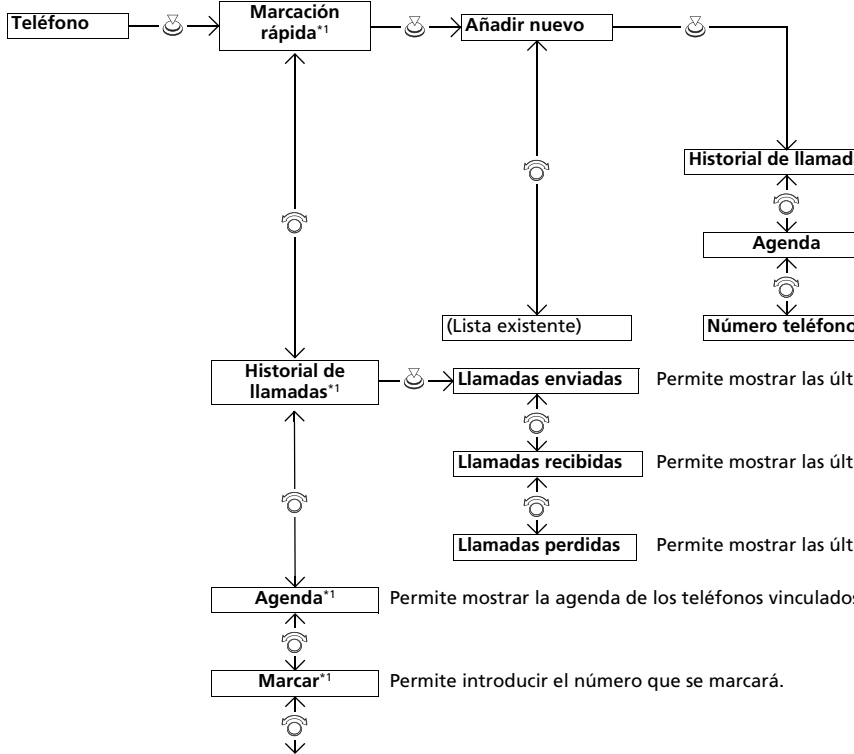 Teléfono
Marcación
rápida*1
Añadir nuevo
Historial de llamad
Agenda
(Lista existente)
Número teléfono
Historial de
llamadas*1
Llamadas enviadas
Permite mostrar las últ
Llamadas recibidas
Permite mostrar las últ
Llamadas perdidas
Permite mostrar las últ
Agenda*1
Permite mostrar la agenda de los teléfonos vinculados
Marcar*1
Permite introducir el número que se marcará.